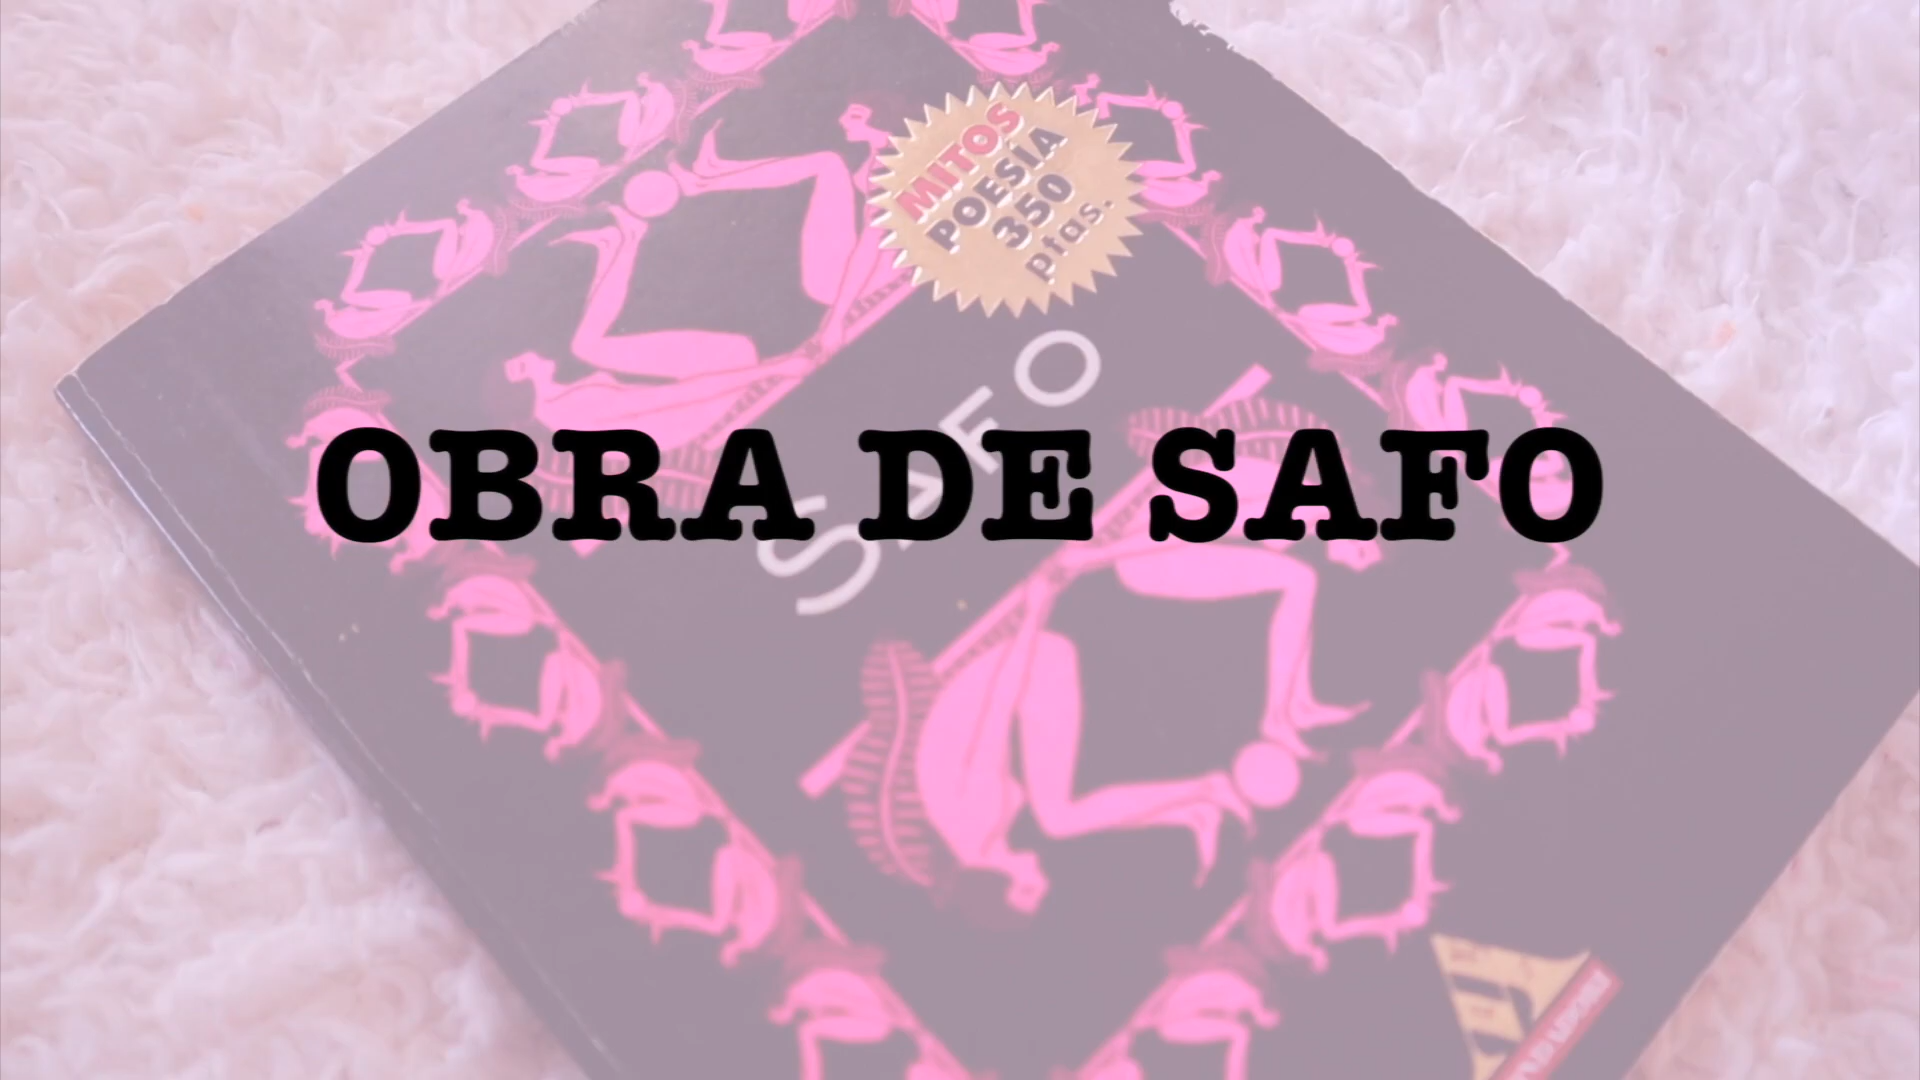 MITOS
POESÍA
350
ptas.
SAFO
OBRA DE SAFO